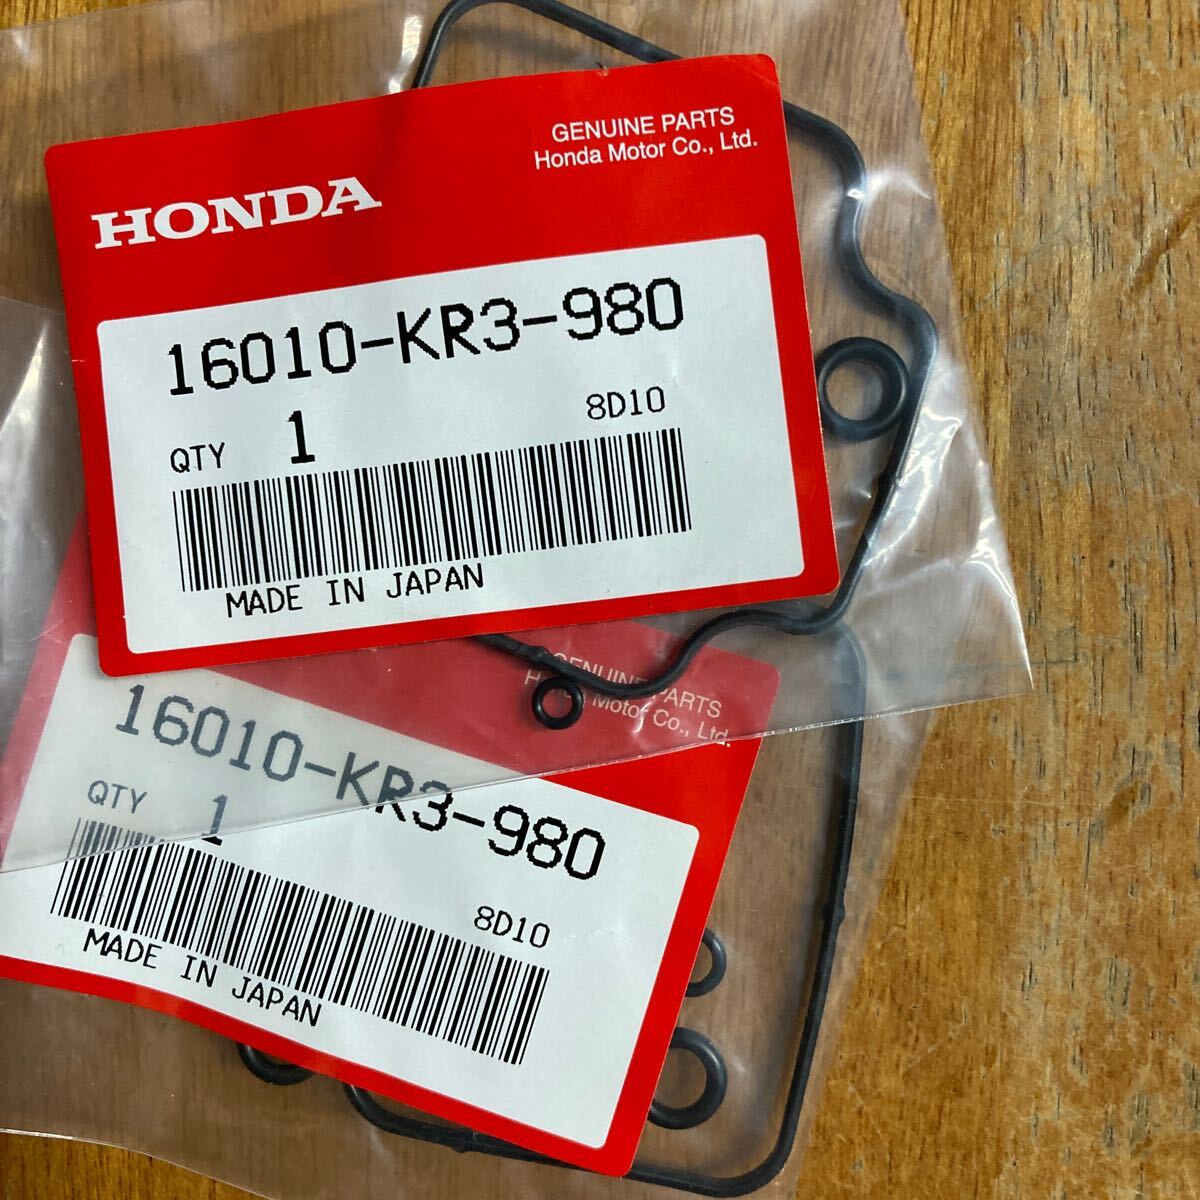 HONDA
GENUINE PARTS
Honda Motor Co., Ltd.
16010-KR3-980
QTY 1 8D10
MADE IN JAPAN
GENUINE PARTS
Motor Co., Ltd.
16010-KR3-980
QTY 1
8D10
MADE IN JAPAN